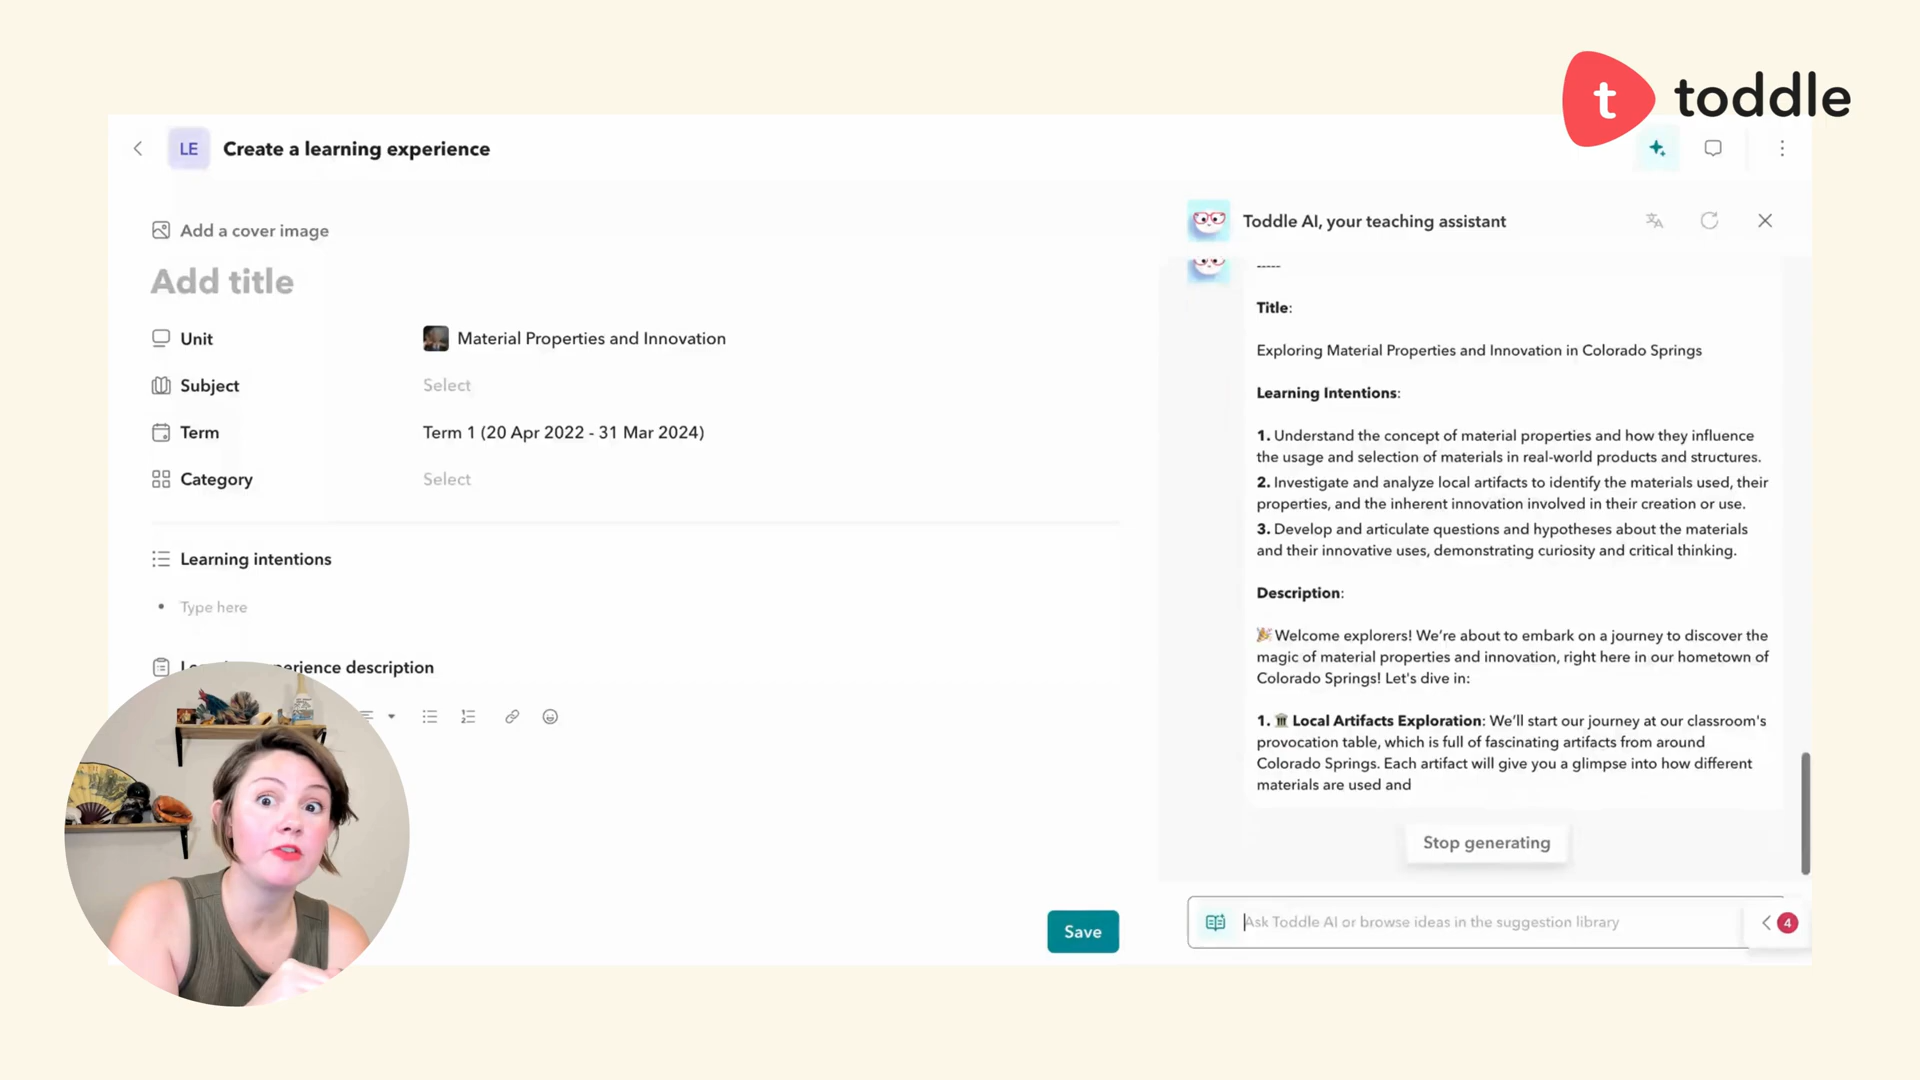 t toddle
LE Create a learning experience
Add a cover image
Add title
Unit Material Properties and Innovation
Subject Select
Term Term 1 (20 Apr 2022 - 31 Mar 2024)
Category Select
Learning intentions
Type here
erience description
Save
Toddle AI, your teaching assistant
-----
Title:
Exploring Material Properties and Innovation in Colorado Springs
Learning Intentions:
1. Understand the concept of material properties and how they influence
the usage and selection of materials in real-world products and structures.
2. Investigate and analyze local artifacts to identify the materials used, their
properties, and the inherent innovation involved in their creation or use.
3. Develop and articulate questions and hypotheses about the materials
and their innovative uses, demonstrating curiosity and critical thinking.
Description:
🎉Welcome explorers! We're about to embark on a journey to discover the
magic of material properties and innovation, right here in our hometown of
Colorado Springs! Let's dive in:
1. 🏛 Local Artifacts Exploration: We'll start our journey at our classroom's
provocation table, which is full of fascinating artifacts from around
Colorado Springs. Each artifact will give you a glimpse into how different
materials are used and
Stop generating
Ask Toddle AI or browse ideas in the suggestion library
4